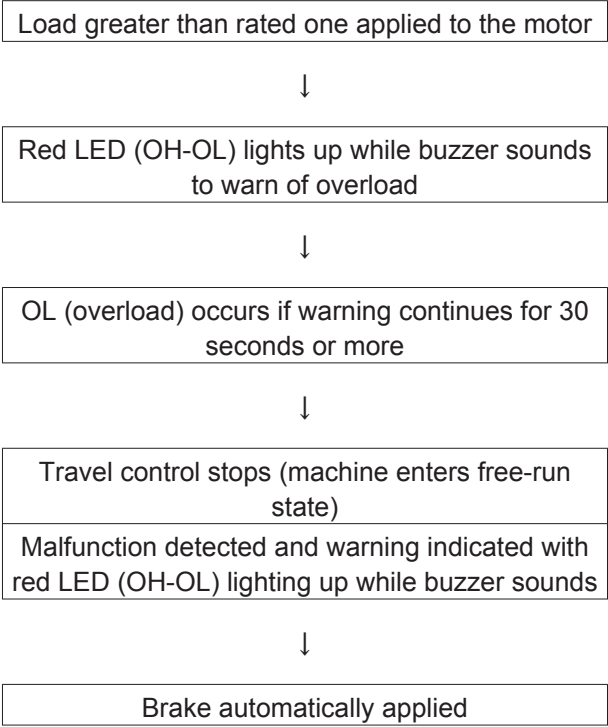 Load greater than rated one applied to the motor
↓
Red LED (OH-OL) lights up while buzzer sounds
to warn of overload
↓
OL (overload) occurs if warning continues for 30
seconds or more
↓
Travel control stops (machine enters free-run
state)
Malfunction detected and warning indicated with
red LED (OH-OL) lighting up while buzzer sounds
↓
Brake automatically applied